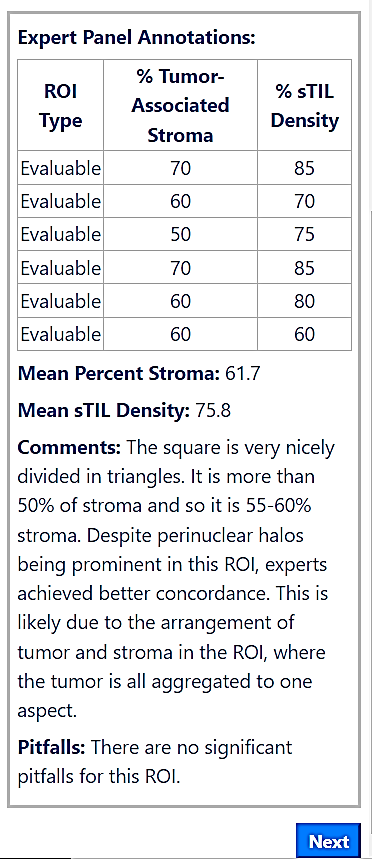 Expert Panel Annotations:
ROI Type % Tumor-Associated Stroma % sTIL Density
Evaluable 70 85
Evaluable 60 70
Evaluable 50 75
Evaluable 70 85
Evaluable 60 80
Evaluable 60 60
Mean Percent Stroma: 61.7
Mean sTIL Density: 75.8
Comments: The square is very nicely
divided in triangles. It is more than
50% of stroma and so it is 55-60%
stroma. Despite perinuclear halos
being prominent in this ROI, experts
achieved better concordance. This is
likely due to the arrangement of
tumor and stroma in the ROI, where
the tumor is all aggregated to one
aspect.
Pitfalls: There are no significant
pitfalls for this ROI.
Next